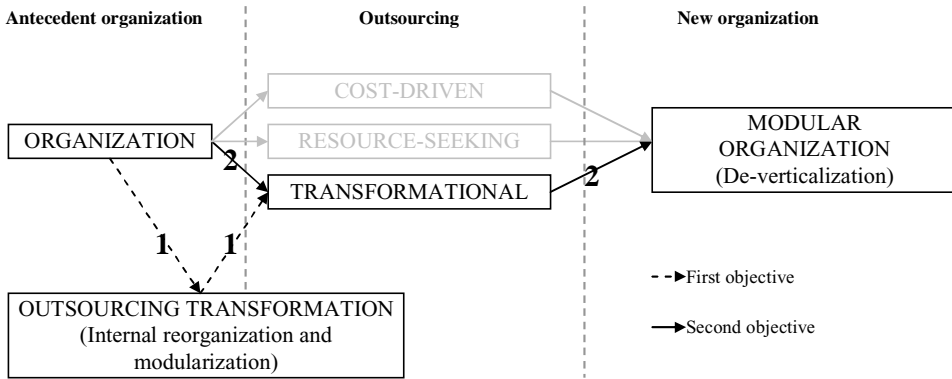 Antecedent organization
Outsourcing
New organization
COST-DRIVEN
ORGANIZATION
RESOURCE-SEEKING
MODULAR
ORGANIZATION
(De-verticalization)
2
TRANSFORMATIONAL
2
1
1
OUTSOURCING TRANSFORMATION
(Internal reorganization and
modularization)
First objective
Second objective